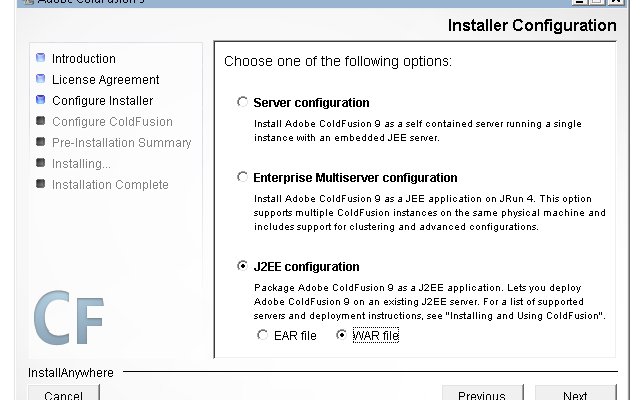 Adobe ColdFusion 9
Installer Configuration
Introduction
License Agreement
Configure Installer
Configure ColdFusion
Pre-Installation Summary
Installing...
Installation Complete
Choose one of the following options:
Server configuration
Install Adobe ColdFusion 9 as a self contained server running a single
instance with an embedded JEE server.
Enterprise Multiserver configuration
Install Adobe ColdFusion 9 as a JEE application on JRun 4. This option
supports multiple ColdFusion instances on the same physical machine and
includes support for clustering and advanced configurations.
J2EE configuration
Package Adobe ColdFusion 9 as a J2EE application. Lets you deploy
Adobe ColdFusion 9 on an existing J2EE server. For a list of supported
servers and deployment instructions, see "Installing and Using ColdFusion".
EAR file WAR file
CF
InstallAnywhere
Cancel Previous Next